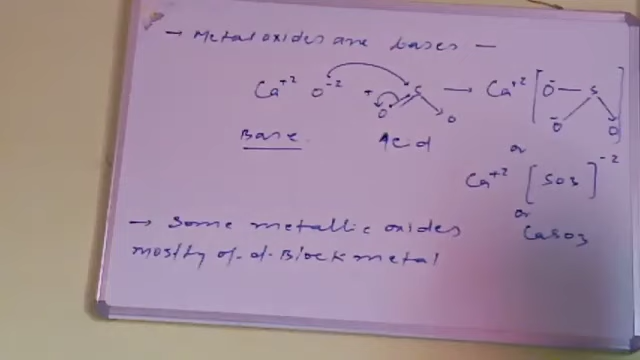 → Metal oxides are bases —
Ca⁺² O⁻² + S O O → Ca⁺² [O⁻ — S O⁻ O]
Base Acid
or
Ca⁺² [SO3]⁻²
or
CaSO3
→ Some metallic oxides
mostly of d-Block metal